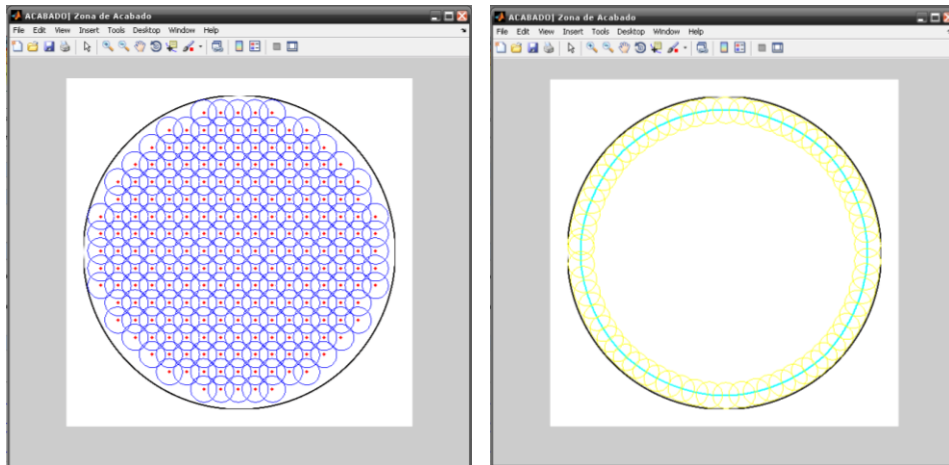 ACABADO| Zona de Acabado
File Edit View Insert Tools Desktop Window Help
ACABADO| Zona de Acabado
File Edit View Insert Tools Desktop Window Help